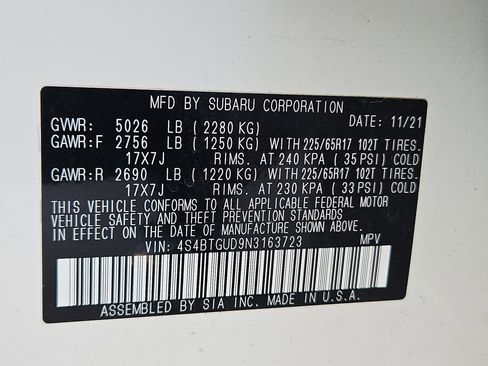 MFD BY SUBARU CORPORATION
GVWR: 5026 LB ( 2280 KG) DATE: 11/21
GAWR:F 2756 LB ( 1250 KG) WITH 225/65R17 102T TIRES.
17X7J RIMS. AT 240 KPA ( 35 PSI) COLD
GAWR:R 2690 LB ( 1220 KG) WITH 225/65R17 102T TIRES.
17X7J RIMS. AT 230 KPA ( 33 PSI) COLD
THIS VEHICLE CONFORMS TO ALL APPLICABLE FEDERAL MOTOR
VEHICLE SAFETY AND THEFT PREVENTION STANDARDS
IN EFFECT ON THE DATE OF MANUFACTURE SHOWN ABOVE.
VIN: 4S4BTGUD9N3163723 MPV
ASSEMBLED BY SIA INC. MADE IN U.S.A.